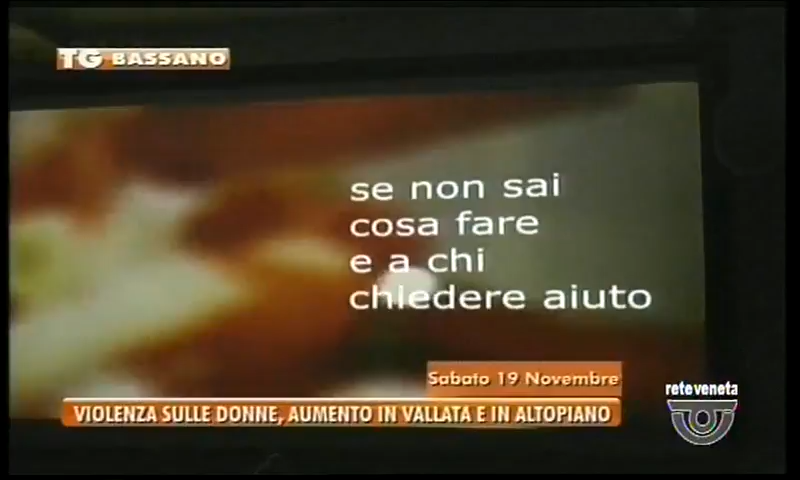 TG BASSANO
se non sai
cosa fare
e a chi
chiedere aiuto
Sabato 19 Novembre
VIOLENZA SULLE DONNE, AUMENTO IN VALLATA E IN ALTOPIANO
reteveneta